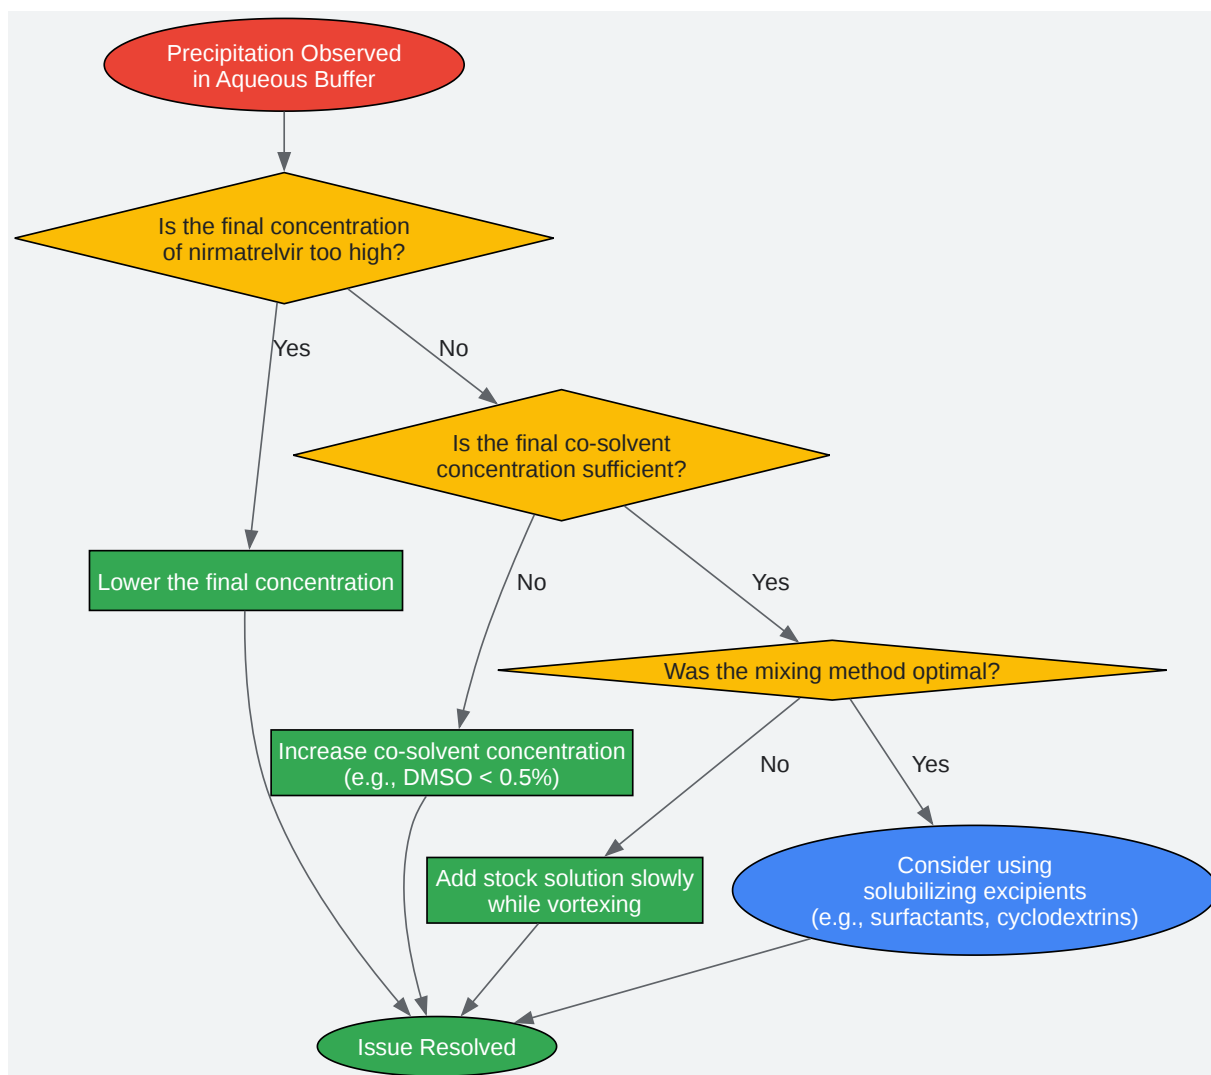 Precipitation Observed
in Aqueous Buffer
Is the final concentration
of nirmatrelvir too high?
Yes
No
Is the final co-solvent
concentration sufficient?
Lower the final concentration
No
Yes
Was the mixing method optimal?
Increase co-solvent concentration
(e.g., DMSO < 0.5%)
No
Yes
Add stock solution slowly
while vortexing
Consider using
solubilizing excipients
(e.g., surfactants, cyclodextrins)
Issue Resolved